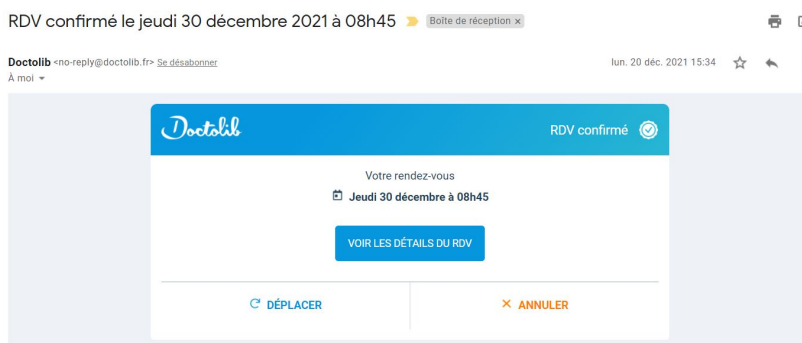 RDV confirmé le jeudi 30 décembre 2021 à 08h45 Boîte de réception ×
Doctolib <no-reply@doctolib.fr> Se désabonner lun. 20 déc. 2021 15:34
À moi
Doctolib RDV confirmé
Votre rendez-vous
Jeudi 30 décembre à 08h45
VOIR LES DÉTAILS DU RDV
DÉPLACER × ANNULER